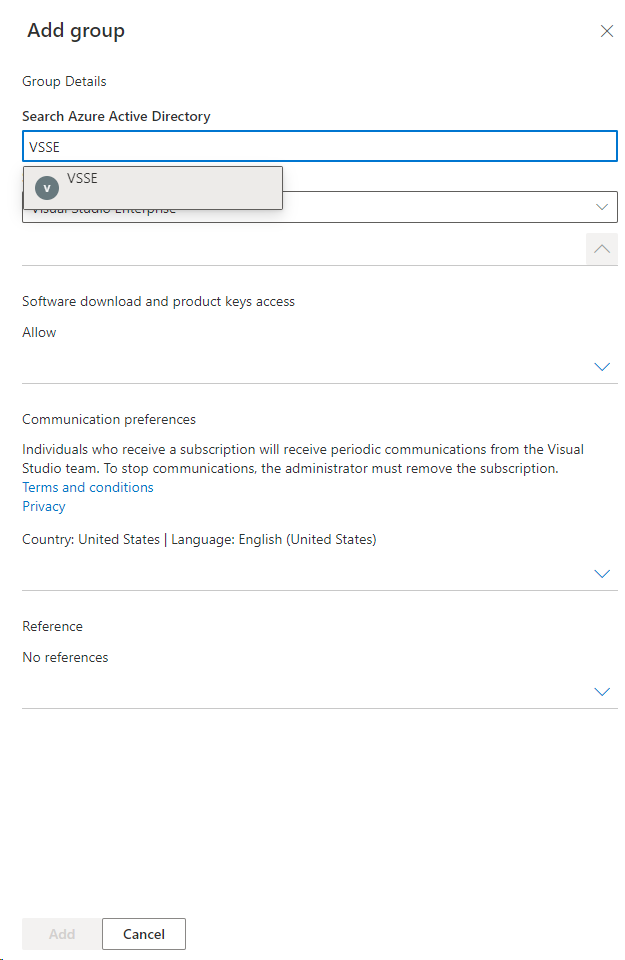 Add group
Group Details
Search Azure Active Directory
VSSE
V
VSSE
Visual Studio Enterprise
Software download and product keys access
Allow
Communication preferences
Individuals who receive a subscription will receive periodic communications from the Visual
Studio team. To stop communications, the administrator must remove the subscription.
Terms and conditions
Privacy
Country: United States | Language: English (United States)
Reference
No references
Add
Cancel